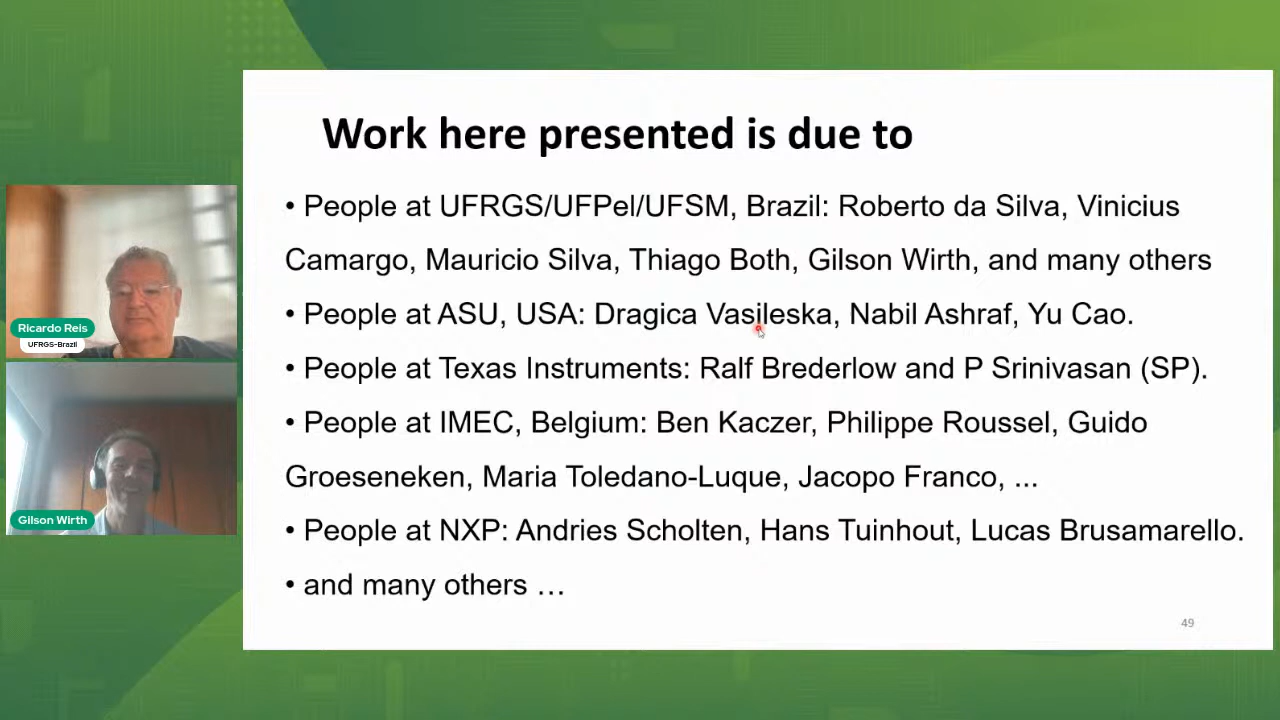 Work here presented is due to
• People at UFRGS/UFPel/UFSM, Brazil: Roberto da Silva, Vinicius
Camargo, Mauricio Silva, Thiago Both, Gilson Wirth, and many others
• People at ASU, USA: Dragica Vasileska, Nabil Ashraf, Yu Cao.
• People at Texas Instruments: Ralf Brederlow and P Srinivasan (SP).
• People at IMEC, Belgium: Ben Kaczer, Philippe Roussel, Guido
Groeseneken, Maria Toledano-Luque, Jacopo Franco, ...
• People at NXP: Andries Scholten, Hans Tuinhout, Lucas Brusamarello.
• and many others …
49
Ricardo Reis
UFRGS-Brazil
Gilson Wirth